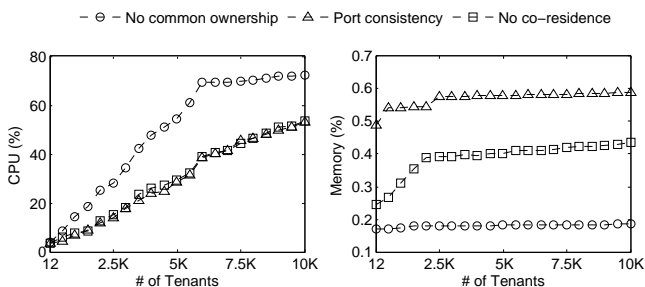 No common ownership Port consistency No co-residence
80
60
40
20
0
CPU (%)
12 2.5K 5K 7.5K 10K
# of Tenants
0.7
0.6
0.5
0.4
0.3
0.2
0.1
Memory (%)
12 2.5K 5K 7.5K 10K
# of Tenants